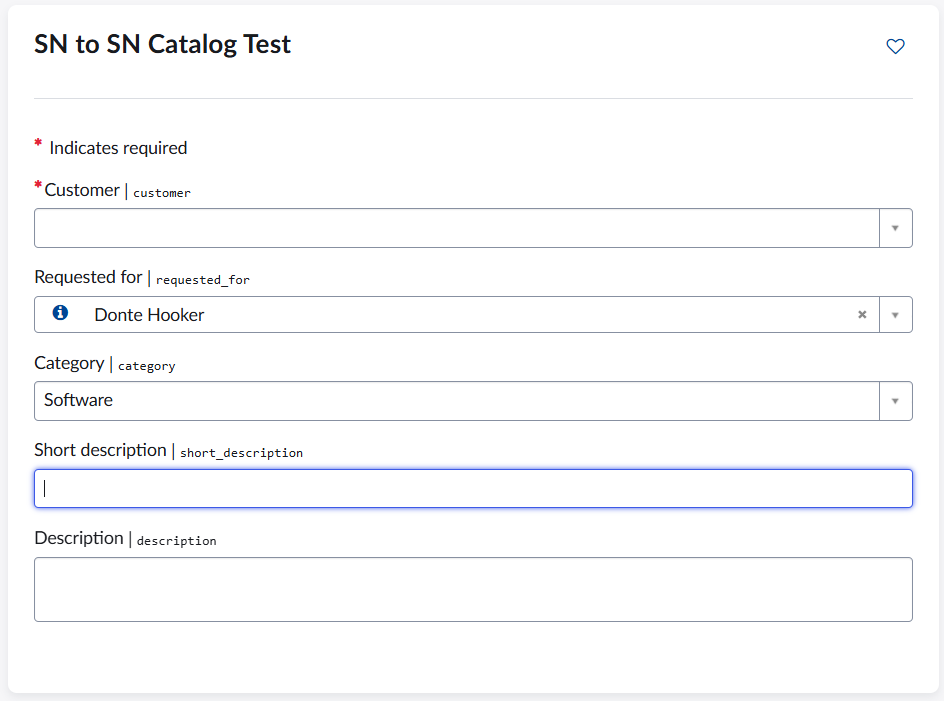 SN to SN Catalog Test
* Indicates required
*Customer | customer
Requested for | requested_for
Donte Hooker
Category | category
Software
Short description | short_description
Description | description